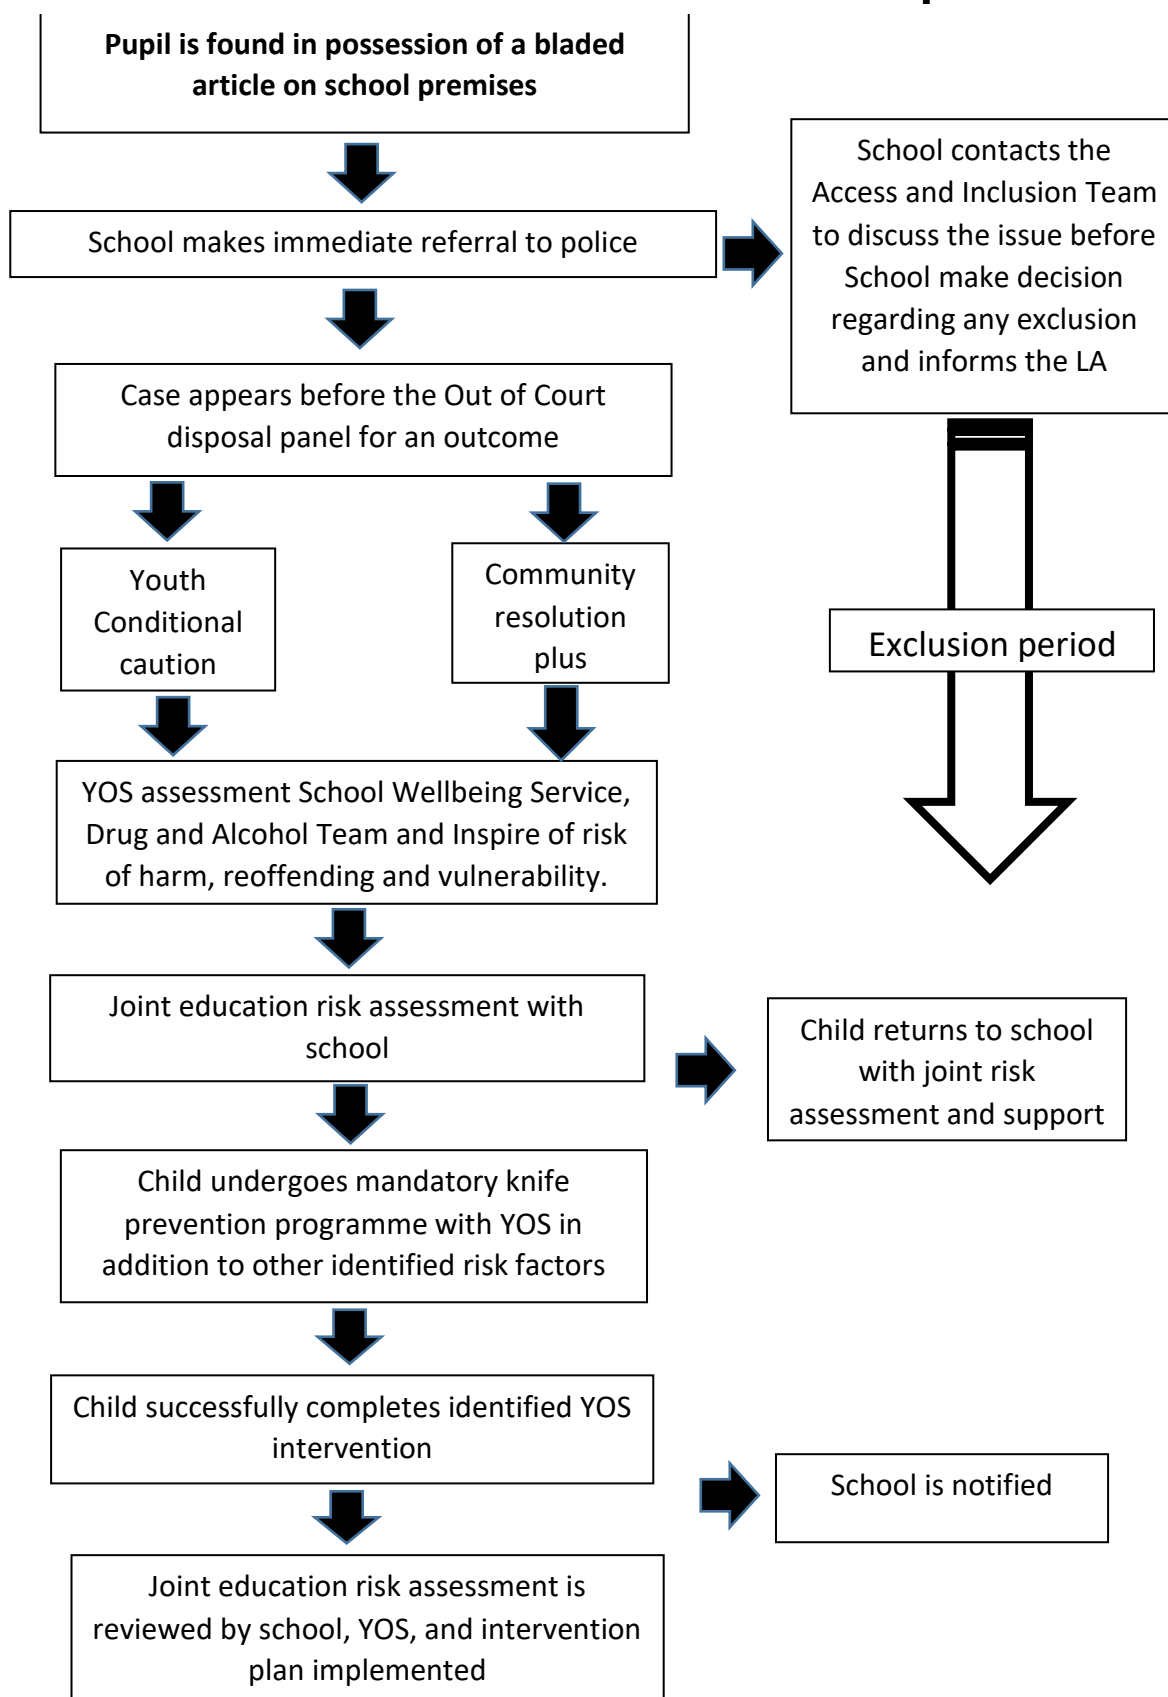 Pupil is found in possession of a bladed
article on school premises
School makes immediate referral to police
School contacts the
Access and Inclusion Team
to discuss the issue before
School make decision
regarding any exclusion
and informs the LA
Case appears before the Out of Court
disposal panel for an outcome
Youth
Conditional
caution
Community
resolution
plus
Exclusion period
YOS assessment School Wellbeing Service,
Drug and Alcohol Team and Inspire of risk
of harm, reoffending and vulnerability.
Joint education risk assessment with
school
Child returns to school
with joint risk
assessment and support
Child undergoes mandatory knife
prevention programme with YOS in
addition to other identified risk factors
Child successfully completes identified YOS
intervention
School is notified
Joint education risk assessment is
reviewed by school, YOS, and intervention
plan implemented